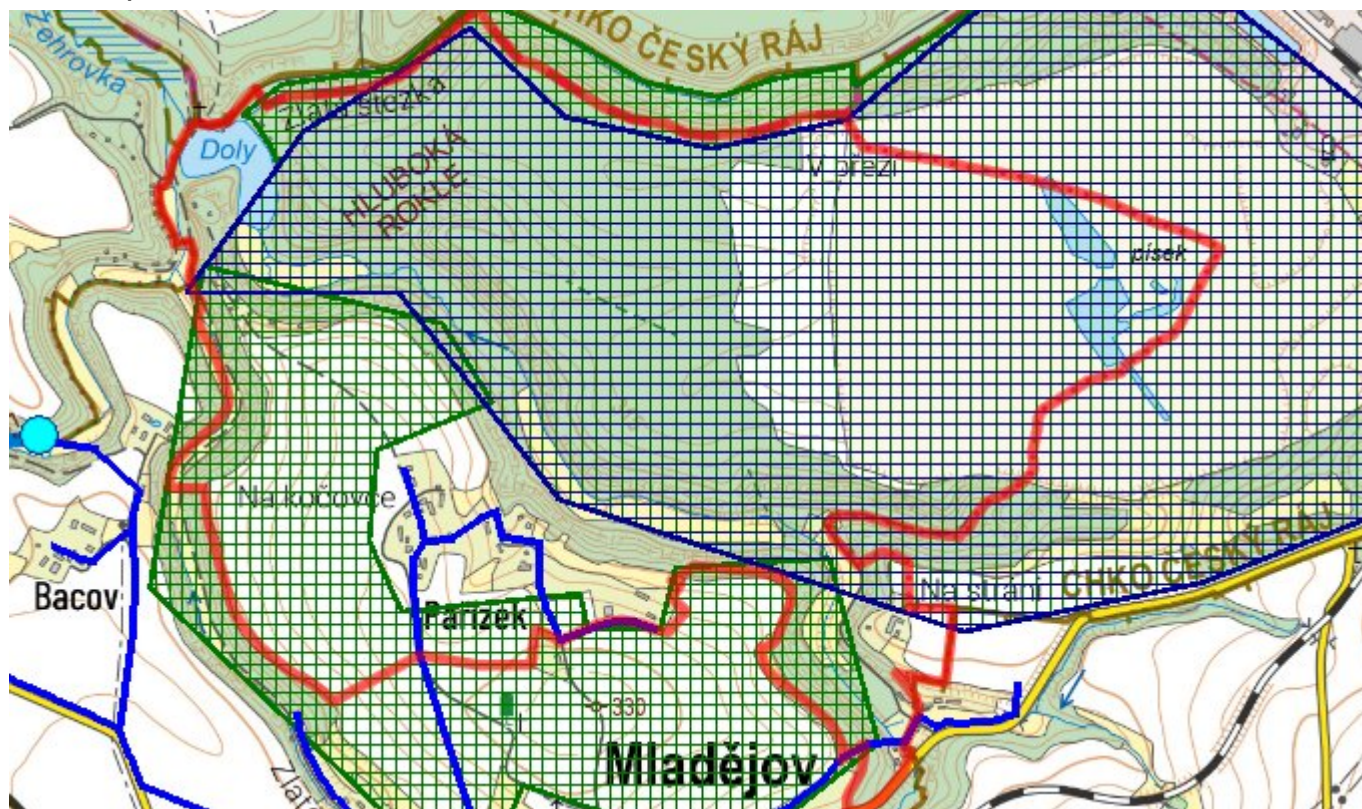 CHKO ČESKÝ RÁJ
Žehrovka
Zlatá stezka
Doly
V březí
HLUBOKÁ
ROKLE
písek
Na kočovce
CHKO ČESKÝ RÁJ
Bacov
Na stráni
Pařízek
330
Mladějov